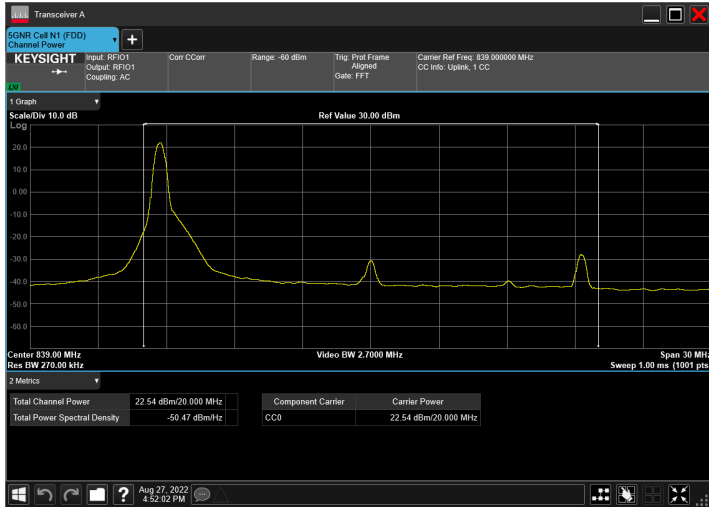 Transceiver A
5GNR Cell N1 (FDD)
Channel Power
KEYSIGHT
LXI
Input: RFIO1
Output: RFIO1
Coupling: AC
Corr CCorr
Range: -60 dBm
Trig: Prot Frame
Aligned
Gate: FFT
Carrier Ref Freq: 839.000000 MHz
CC Info: Uplink, 1 CC
1 Graph
Scale/Div 10.0 dB
Ref Value 30.00 dBm
Log
20.0
10.0
0.00
-10.0
-20.0
-30.0
-40.0
-50.0
-60.0
Center 839.00 MHz
Video BW 2.7000 MHz
Span 30 MHz
Res BW 270.00 kHz
Sweep 1.00 ms (1001 pts
2 Metrics
Total Channel Power 22.54 dBm/20.000 MHz
Total Power Spectral Density -50.47 dBm/Hz
Component Carrier Carrier Power
CC0 22.54 dBm/20.000 MHz
Aug 27, 2022
4:52:02 PM